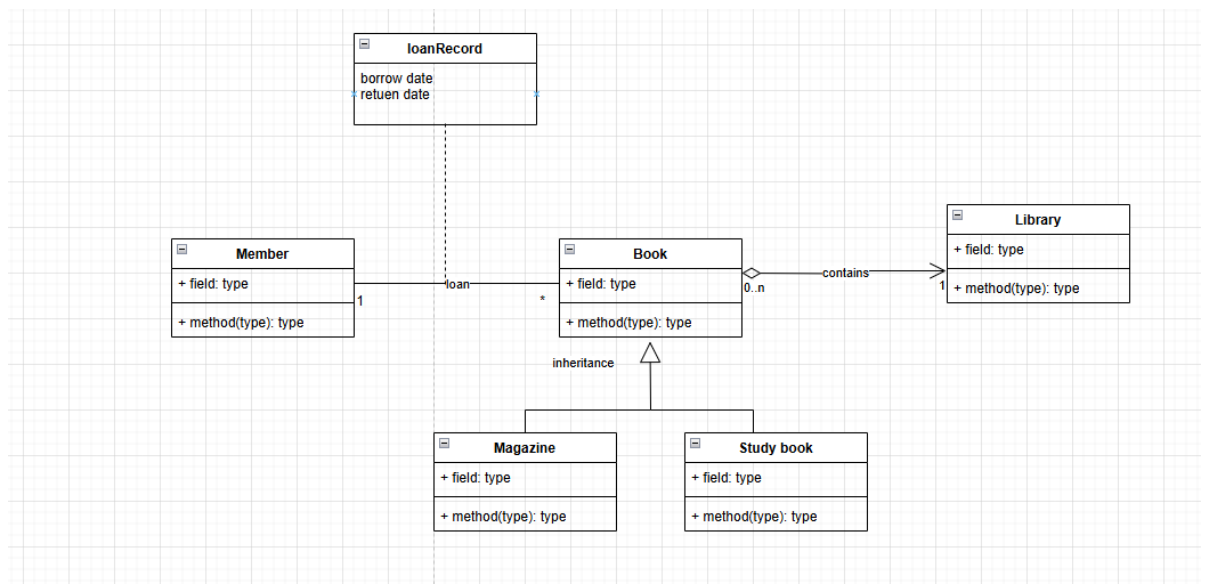 loanRecord
borrow date
retuen date
Member
+ field: type
+ method(type): type
1
loan
*
Book
+ field: type
+ method(type): type
0..n
contains
1
Library
+ field: type
+ method(type): type
inheritance
Magazine
+ field: type
+ method(type): type
Study book
+ field: type
+ method(type): type